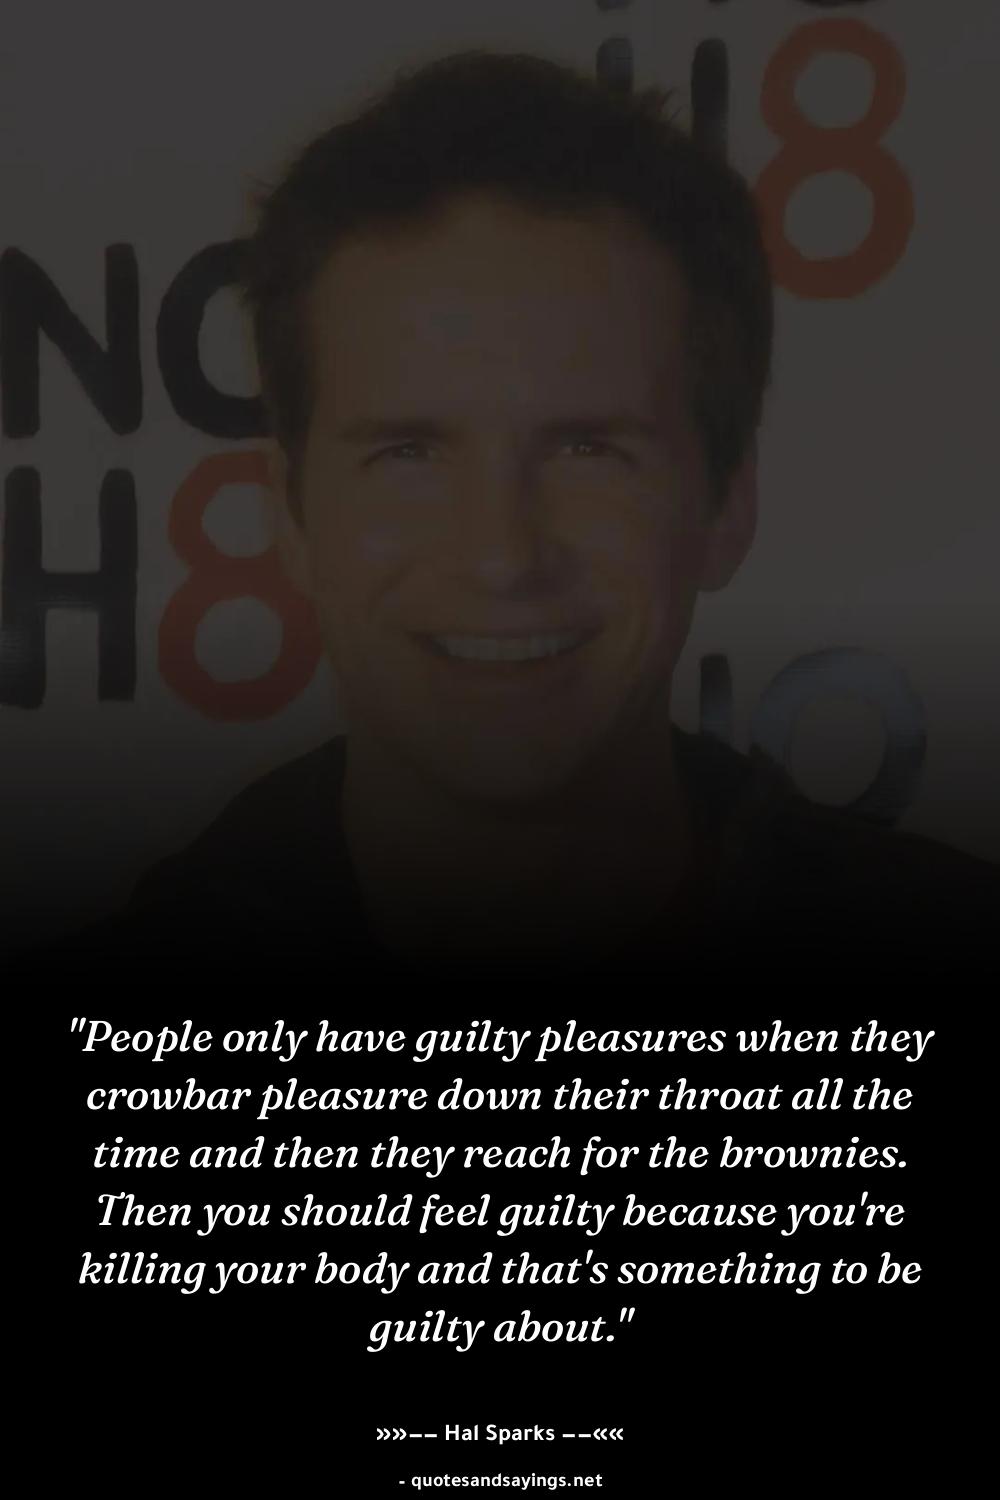 H8
NO
H8
"People only have guilty pleasures when they
crowbar pleasure down their throat all the
time and then they reach for the brownies.
Then you should feel guilty because you're
killing your body and that's something to be
guilty about."
»»−− Hal Sparks −−««
- quotesandsayings.net